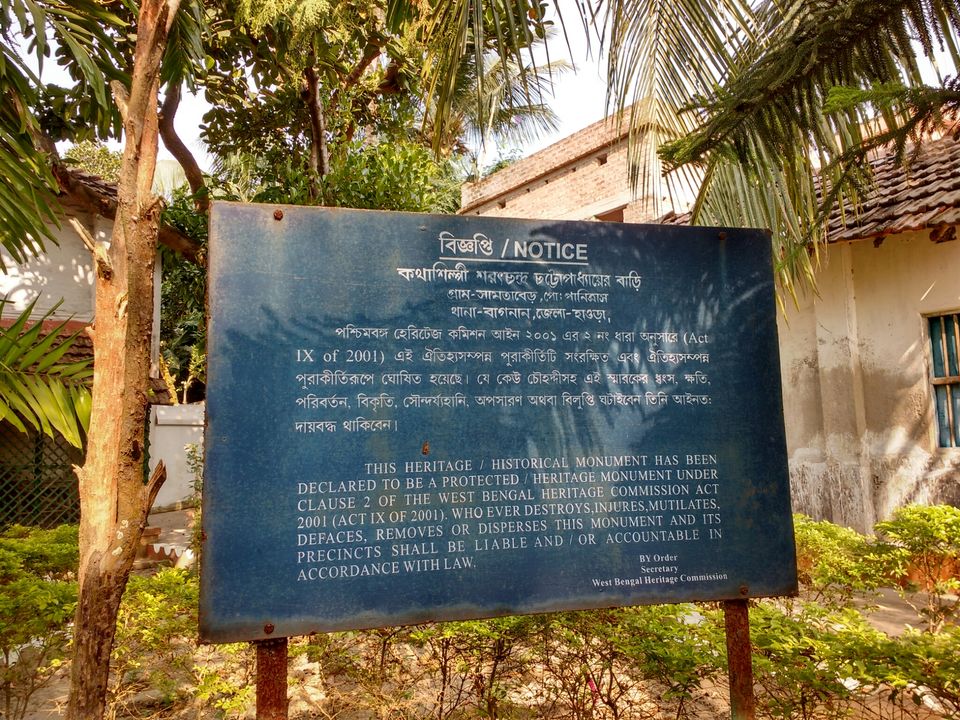 বিজ্ঞপ্তি / NOTICE
কথাশিল্পী শরৎচন্দ্র চট্টোপাধ্যায়ের বাড়ি
গ্রাম-সামতাবেড়, পো: পানিত্রাস
থানা-বাগনান, জেলা-হাওড়া,
পশ্চিমবঙ্গ হেরিটেজ কমিশন আইন ২০০১ এর ২ নং ধারা অনুসারে (Act
IX of 2001) এই ঐতিহ্যসম্পন্ন পুরাকীর্তিটি সংরক্ষিত এবং ঐতিহ্যসম্পন্ন
পুরাকীর্তিরূপে ঘোষিত হয়েছে। যে কেউ চৌহদ্দীসহ এই স্মারকের ধ্বংস, ক্ষতি,
পরিবর্তন, বিকৃতি, সৌন্দর্যহানি, অপসারণ অথবা বিলুপ্তি ঘটাইবেন তিনি আইনত:
দায়বদ্ধ থাকিবেন।
THIS HERITAGE / HISTORICAL MONUMENT HAS BEEN
DECLARED TO BE A PROTECTED / HERITAGE MONUMENT UNDER
CLAUSE 2 OF THE WEST BENGAL HERITAGE COMMISSION ACT
2001 (ACT IX OF 2001). WHO EVER DESTROYS, INJURES, MUTILATES,
DEFACES, REMOVES OR DISPERSES THIS MONUMENT AND ITS
PRECINCTS SHALL BE LIABLE AND / OR ACCOUNTABLE IN
ACCORDANCE WITH LAW.
BY Order
Secretary
West Bengal Heritage Commission